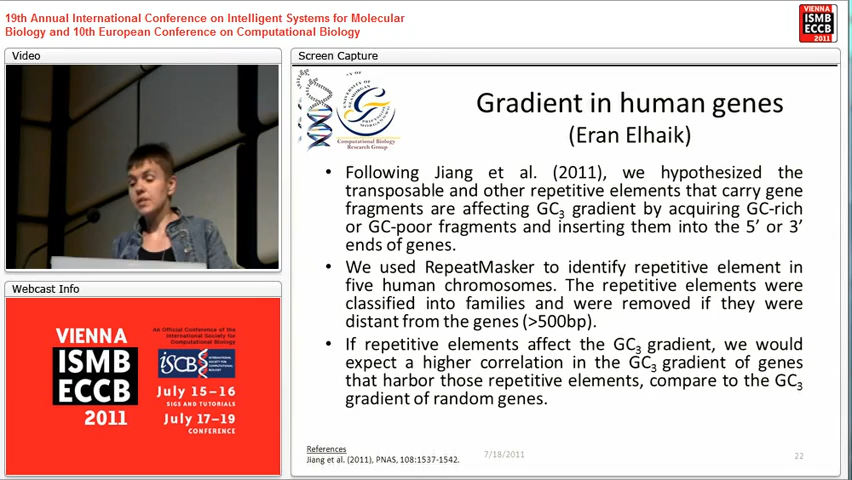 19th Annual International Conference on Intelligent Systems for Molecular
Biology and 10th European Conference on Computational Biology
VIENNA
ISMB
ECCB
2011
Video
Screen Capture
Computational Biology
Research Group
Gradient in human genes
(Eran Elhaik)
• Following Jiang et al. (2011), we hypothesized the
transposable and other repetitive elements that carry gene
fragments are affecting GC3 gradient by acquiring GC-rich
or GC-poor fragments and inserting them into the 5’ or 3’
ends of genes.
• We used RepeatMasker to identify repetitive element in
five human chromosomes. The repetitive elements were
classified into families and were removed if they were
distant from the genes (>500bp).
• If repetitive elements affect the GC3 gradient, we would
expect a higher correlation in the GC3 gradient of genes
that harbor those repetitive elements, compare to the GC3
gradient of random genes.
References
Jiang et al. (2011), PNAS, 108:1537-1542.
7/18/2011
22
Webcast Info
VIENNA
ISMB
ECCB
2011
An Official Conference of the
International Society for
Computational Biology
ISCB
INTERNATIONAL
SOCIETY FOR
COMPUTATIONAL
BIOLOGY
July 15–16
SIGS AND TUTORIALS
July 17–19
CONFERENCE